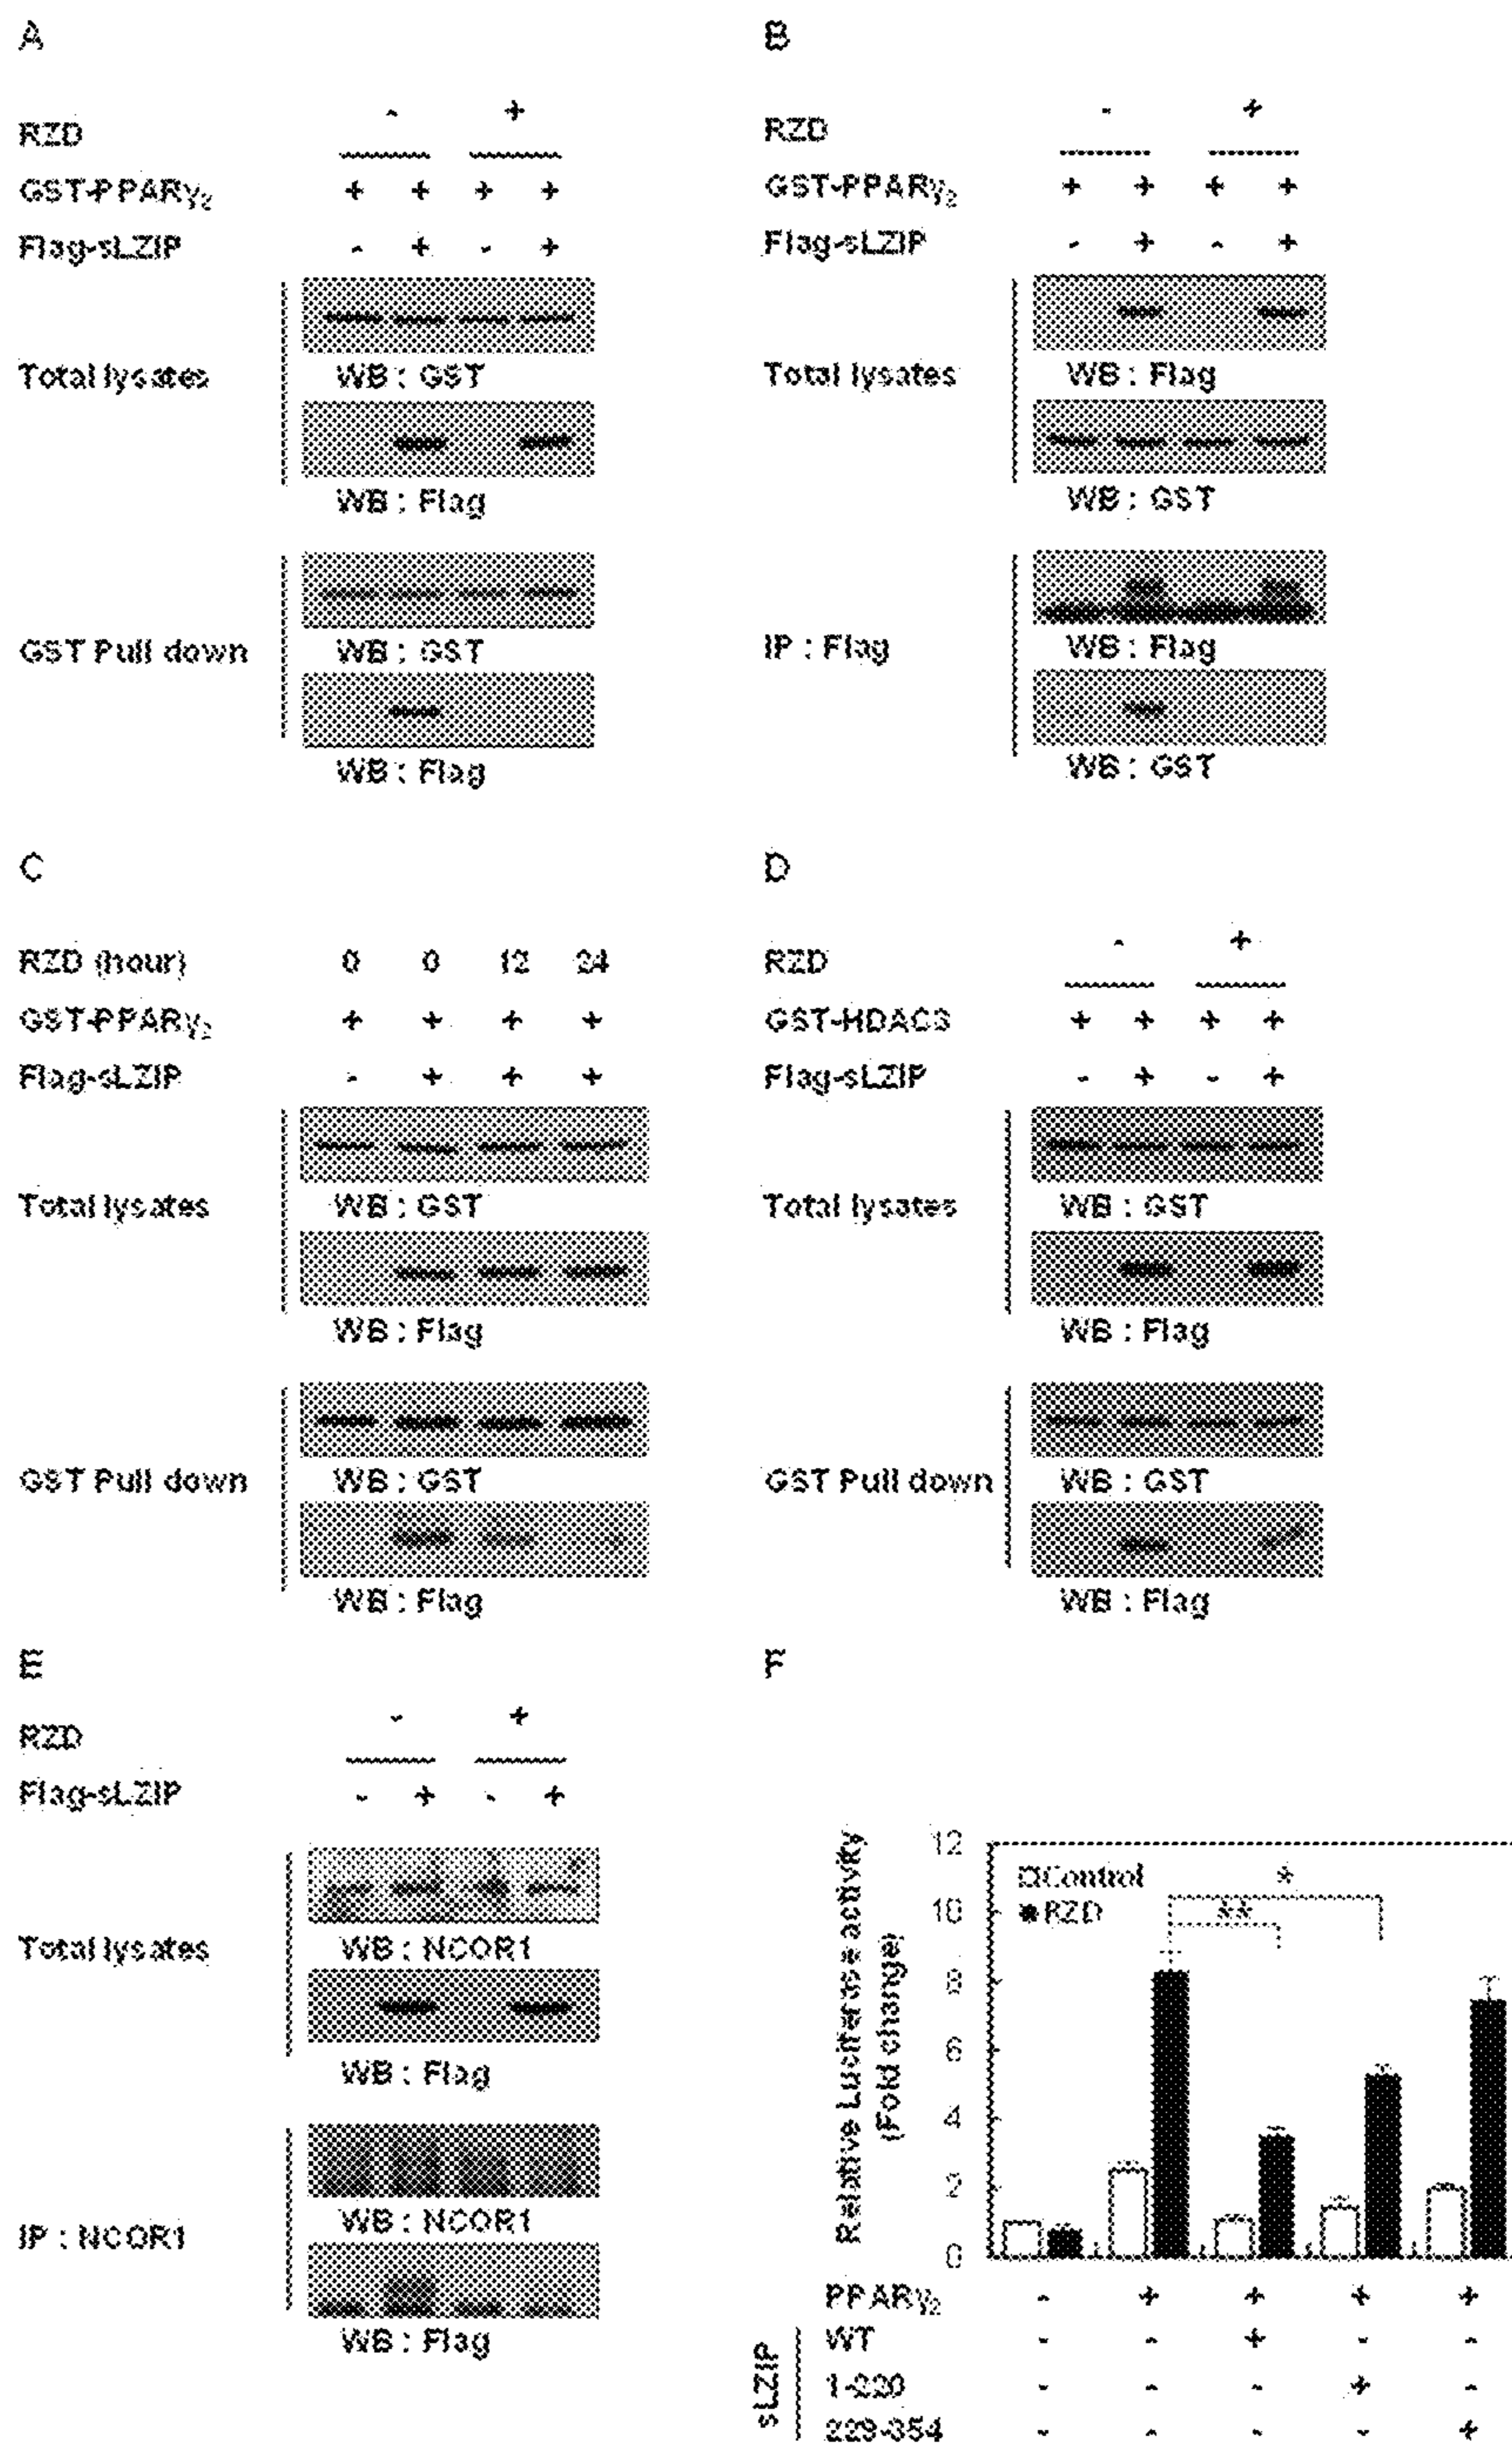 A
RZD - +
GST-PPARγ2 + + + +
Flag-sLZIP - + - +
Total lysates
WB : GST
WB : Flag
GST Pull down
WB : GST
WB : Flag
B
RZD - +
GST-PPARγ2 + + + +
Flag-sLZIP - + - +
Total lysates
WB : Flag
WB : GST
IP : Flag
WB : Flag
WB : GST
C
RZD (hour) 0 0 12 24
GST-PPARγ2 + + + +
Flag-sLZIP - + + +
Total lysates
WB : GST
WB : Flag
GST Pull down
WB : GST
WB : Flag
D
RZD - +
GST-HDAC3 + + + +
Flag-sLZIP - + - +
Total lysates
WB : GST
WB : Flag
GST Pull down
WB : GST
WB : Flag
E
RZD - +
Flag-sLZIP - + - +
Total lysates
WB : NCOR1
WB : Flag
IP : NCOR1
WB : NCOR1
WB : Flag
F
Relative Luciferase activity
(Fold change)
12
10
8
6
4
2
0
Control
RZD
*
**
PPARγ2 - + + + +
sLZIP
WT - - + - -
1-220 - - - + -
229-354 - - - - +